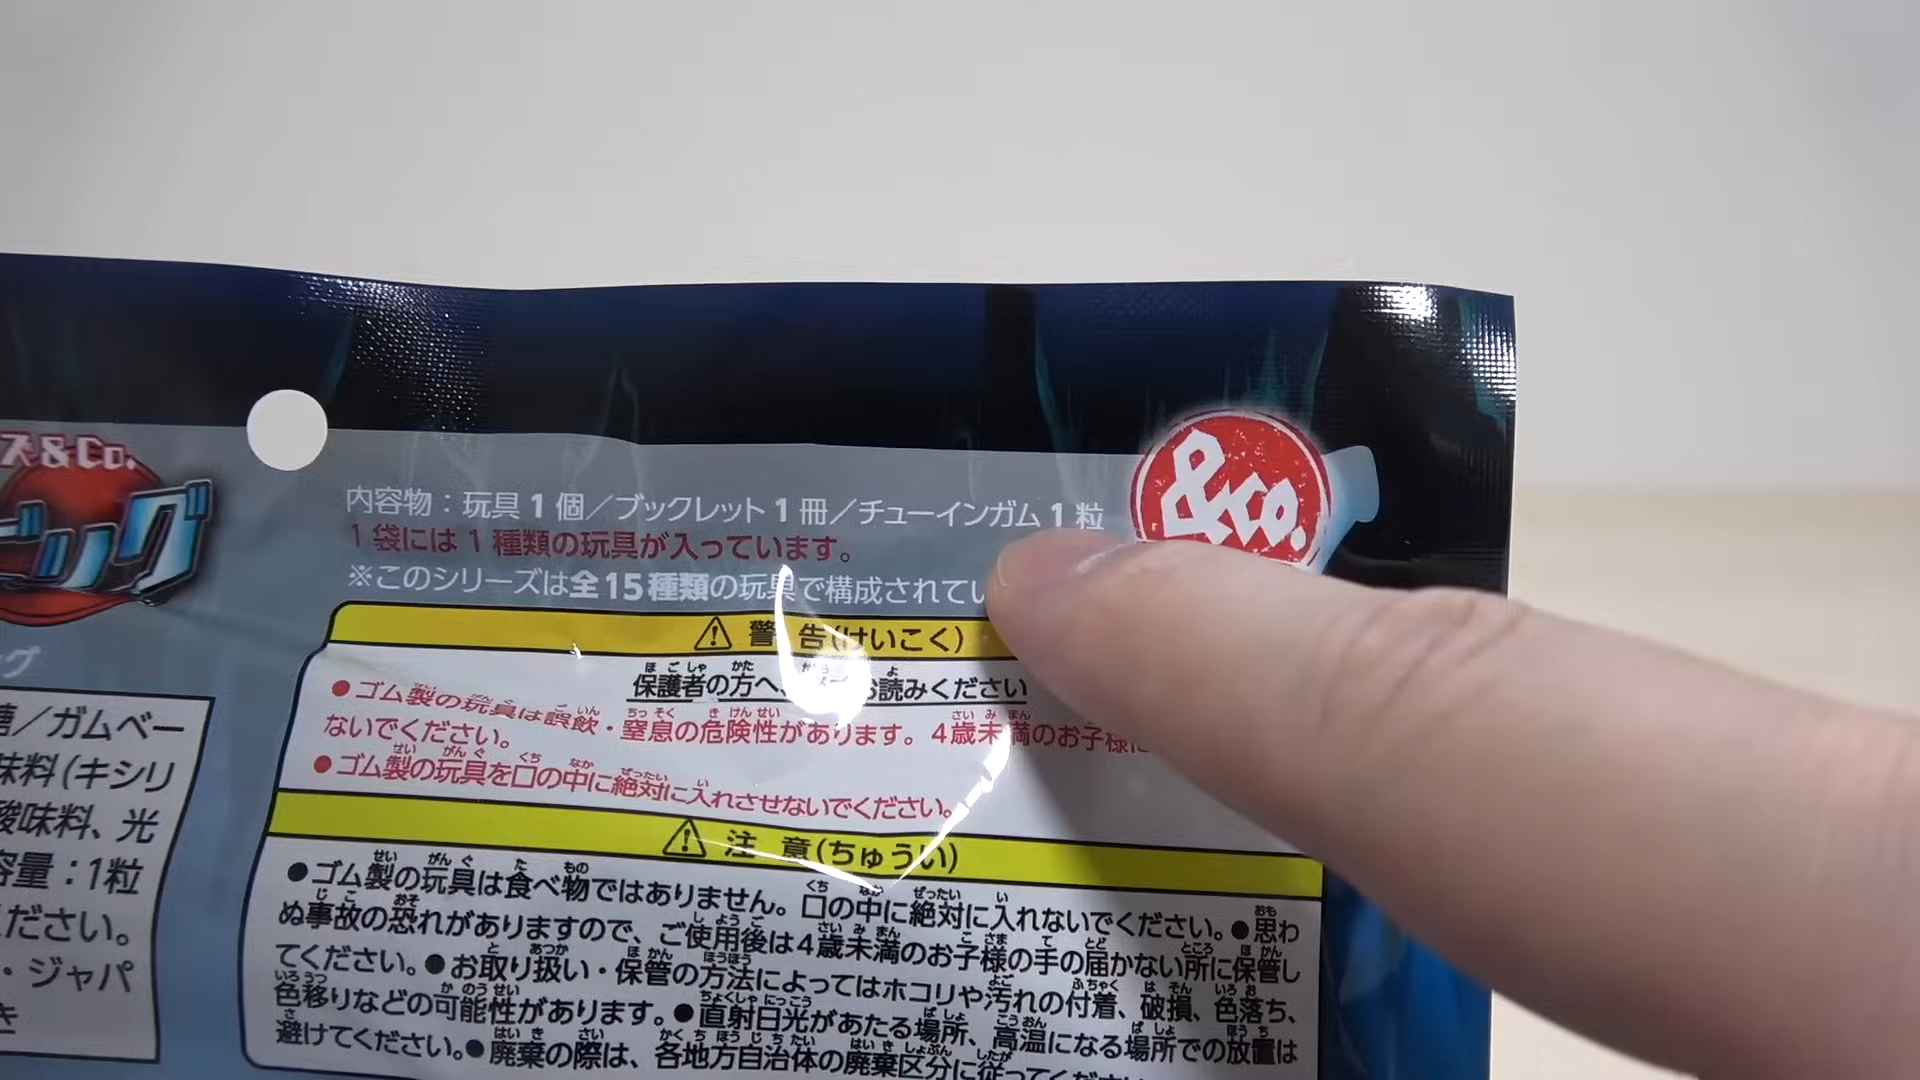 ス&Co.
&co.
内容物：玩具1個／ブックレット1冊／チューインガム1粒
1袋には1種類の玩具が入っています。
※このシリーズは全15種類の玩具で構成されてい
⚠警告(けいこく)
保護者の方へ お読みください
●ゴム製の玩具は誤飲・窒息の危険性があります。4歳未満のお子様に
ないでください。
●ゴム製の玩具を口の中に絶対に入れさせないでください。
⚠注意(ちゅうい)
●ゴム製の玩具は食べ物ではありません。口の中に絶対に入れないでください。●思わ
ぬ事故の恐れがありますので、ご使用後は4歳未満のお子様の手の届かない所に保管し
てください。●お取り扱い・保管の方法によってはホコリや汚れの付着、破損、色落ち、
色移りなどの可能性があります。●直射日光があたる場所、高温になる場所での放置は
避けてください。●廃棄の際は、各地方自治体の廃棄区分に従ってくだ
グ
糖／ガムベー
味料(キシリ
酸味料、光
容量：1粒
ください。
・ジャパ
き